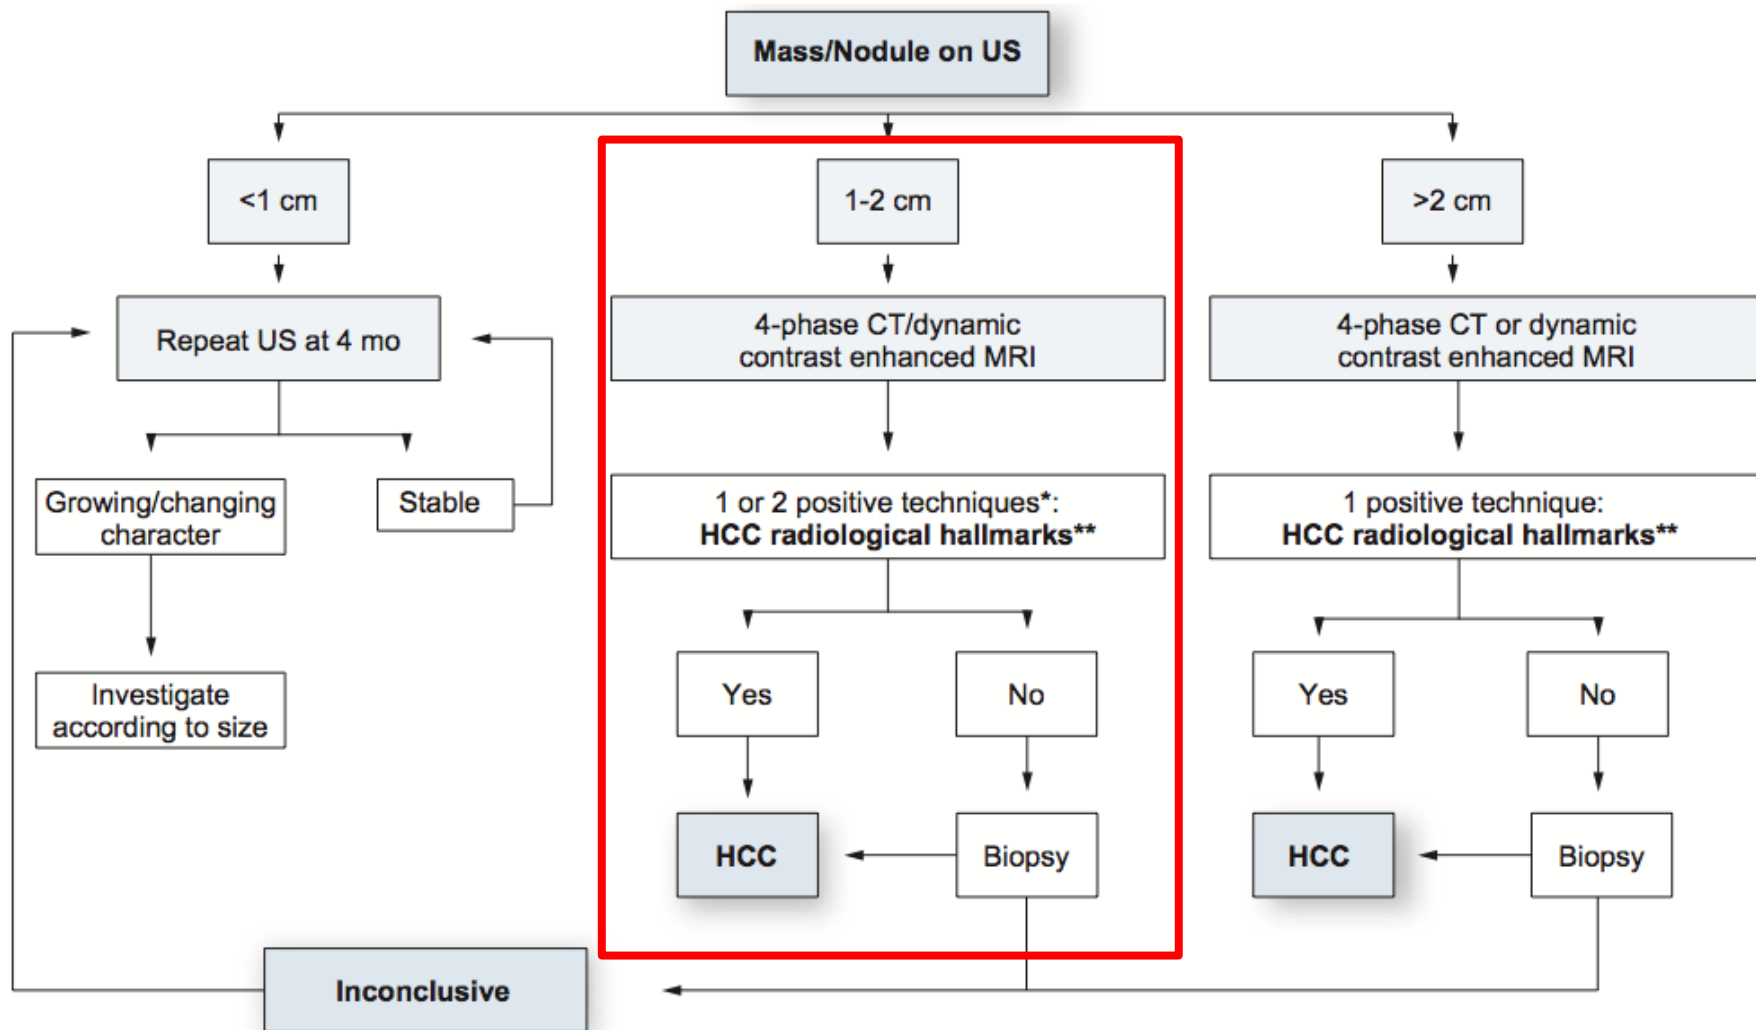 Mass/Nodule on US
<1 cm
1-2 cm
>2 cm
Repeat US at 4 mo
4-phase CT/dynamic
contrast enhanced MRI
4-phase CT or dynamic
contrast enhanced MRI
Growing/changing
character
Stable
1 or 2 positive techniques*:
HCC radiological hallmarks**
1 positive technique:
HCC radiological hallmarks**
Investigate
according to size
Yes
No
Yes
No
HCC
Biopsy
HCC
Biopsy
Inconclusive